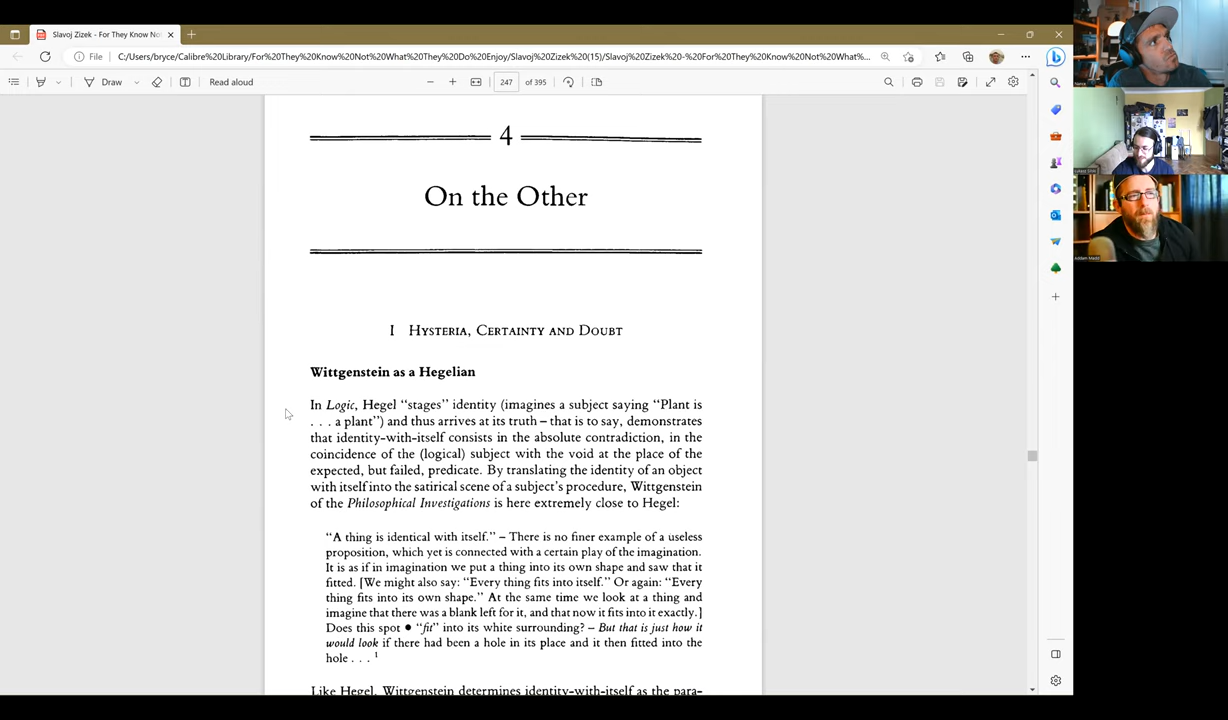 Slavoj Zizek - For They Know No
File
C:/Users/bryce/Calibre%20Library/For%20They%20Know%20Not%20What%20They%20Do%20Enjoy/Slavoj%20Zizek%20(15)/Slavoj%20Zizek%20-%20For%20They%20Know%20Not%20What%...
Draw
Read aloud
247 of 395
4
On the Other
I HYSTERIA, CERTAINTY AND DOUBT
Wittgenstein as a Hegelian
In Logic, Hegel “stages” identity (imagines a subject saying “Plant is
. . . a plant”) and thus arrives at its truth – that is to say, demonstrates
that identity-with-itself consists in the absolute contradiction, in the
coincidence of the (logical) subject with the void at the place of the
expected, but failed, predicate. By translating the identity of an object
with itself into the satirical scene of a subject's procedure, Wittgenstein
of the Philosophical Investigations is here extremely close to Hegel:
“A thing is identical with itself.” – There is no finer example of a useless
proposition, which yet is connected with a certain play of the imagination.
It is as if in imagination we put a thing into its own shape and saw that it
fitted. [We might also say: “Every thing fits into itself.” Or again: “Every
thing fits into its own shape.” At the same time we look at a thing and
imagine that there was a blank left for it, and that now it fits into it exactly.]
Does this spot ● “fit” into its white surrounding? – But that is just how it
would look if there had been a hole in its place and it then fitted into the
hole . . . 1
Like Hegel, Wittgenstein determines identity-with-itself as the para-